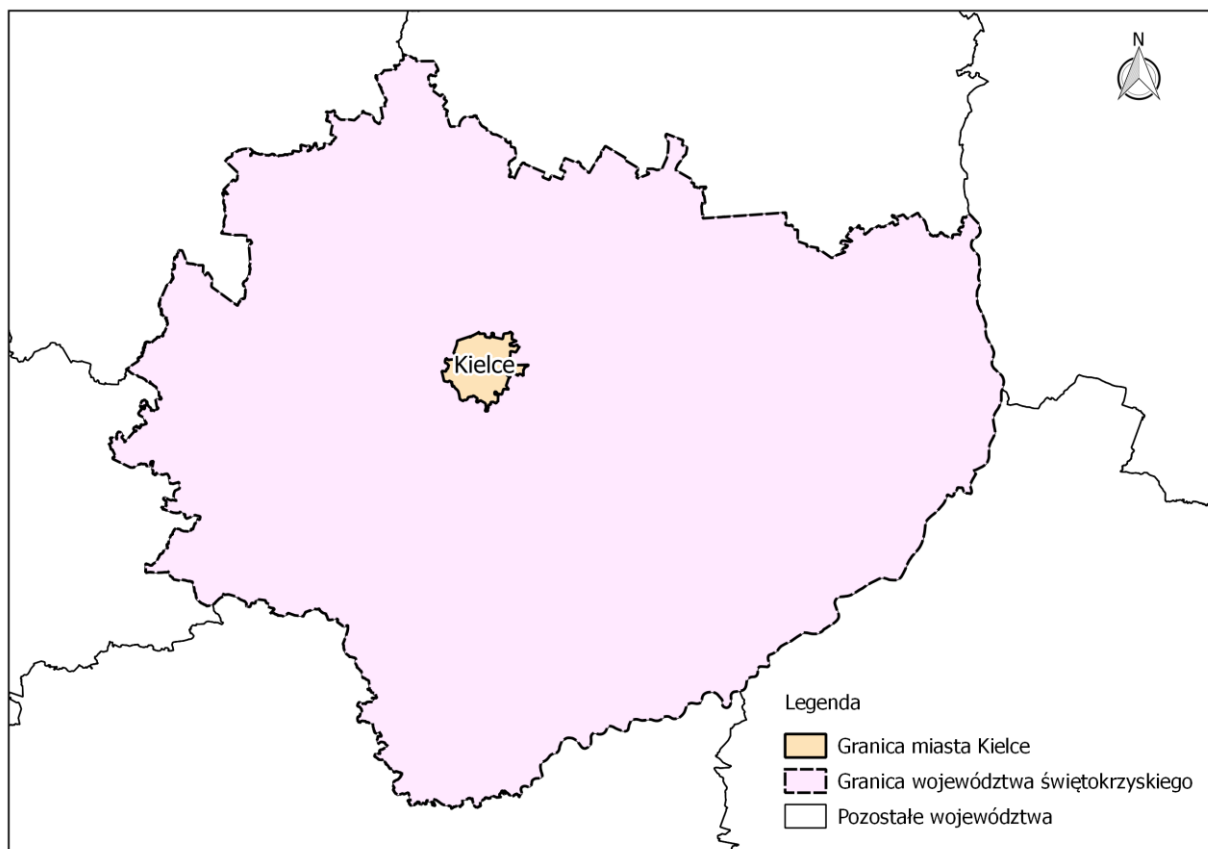 N
Kielce
Legenda
Granica miasta Kielce
Granica województwa świętokrzyskiego
Pozostałe województwa